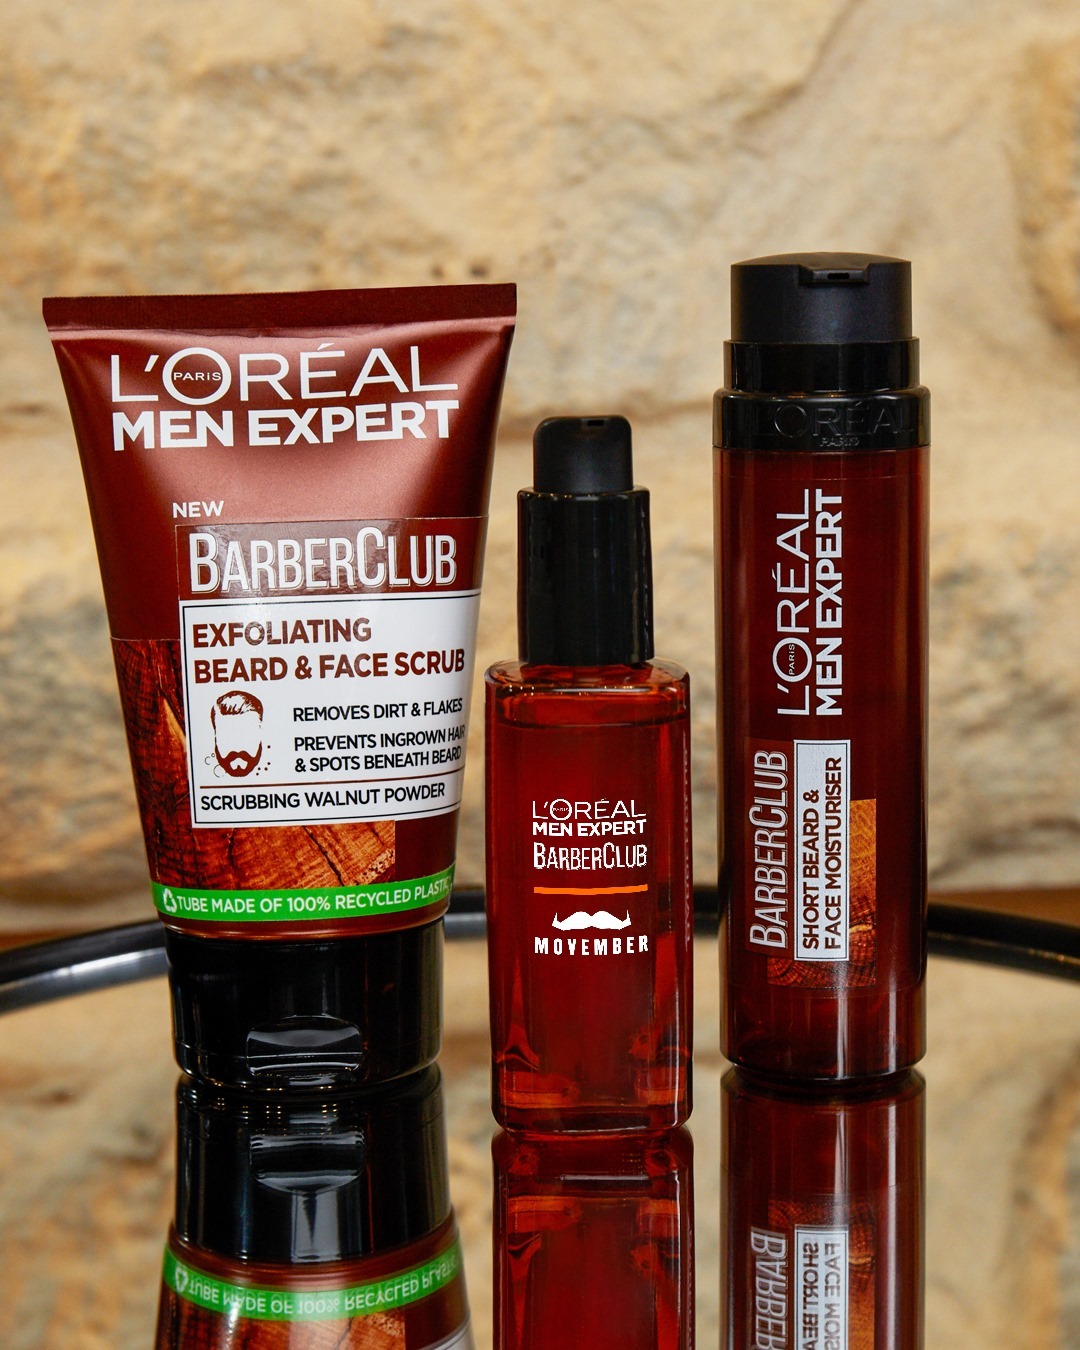 L'ORÉAL
PARIS
MEN EXPERT
NEW
BARBERCLUB
EXFOLIATING
BEARD & FACE SCRUB
REMOVES DIRT & FLAKES
PREVENTS INGROWN HAIR
& SPOTS BENEATH BEARD
SCRUBBING WALNUT POWDER
TUBE MADE OF 100% RECYCLED PLASTIC
L'ORÉAL
PARIS
MEN EXPERT
BARBERCLUB
MOVEMBER
L'ORÉAL
PARIS
L'ORÉAL
PARIS
MEN EXPERT
BARBERCLUB
SHORT BEARD &
FACE MOISTURISER